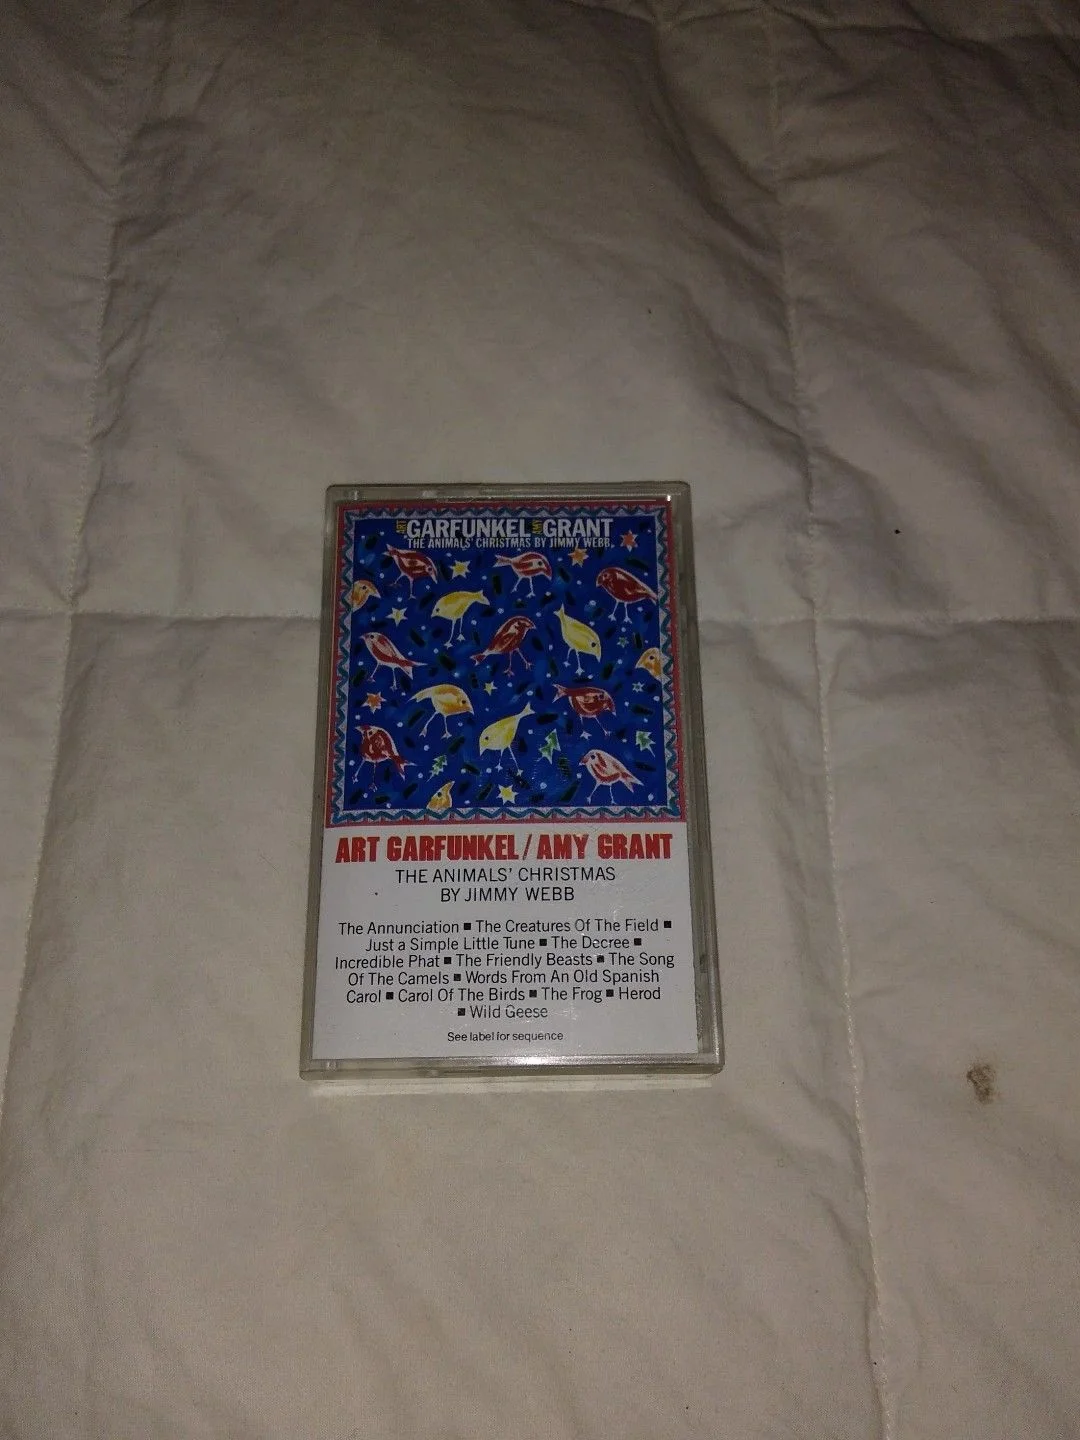 ART GARFUNKEL AMY GRANT
THE ANIMALS' CHRISTMAS BY JIMMY WEBB
ART GARFUNKEL / AMY GRANT
THE ANIMALS' CHRISTMAS
BY JIMMY WEBB
The Annunciation ■ The Creatures Of The Field ■
Just a Simple Little Tune ■ The Decree ■
Incredible Phat ■ The Friendly Beasts ■ The Song
Of The Camels ■ Words From An Old Spanish
Carol ■ Carol Of The Birds ■ The Frog ■ Herod
■ Wild Geese
See label for sequence